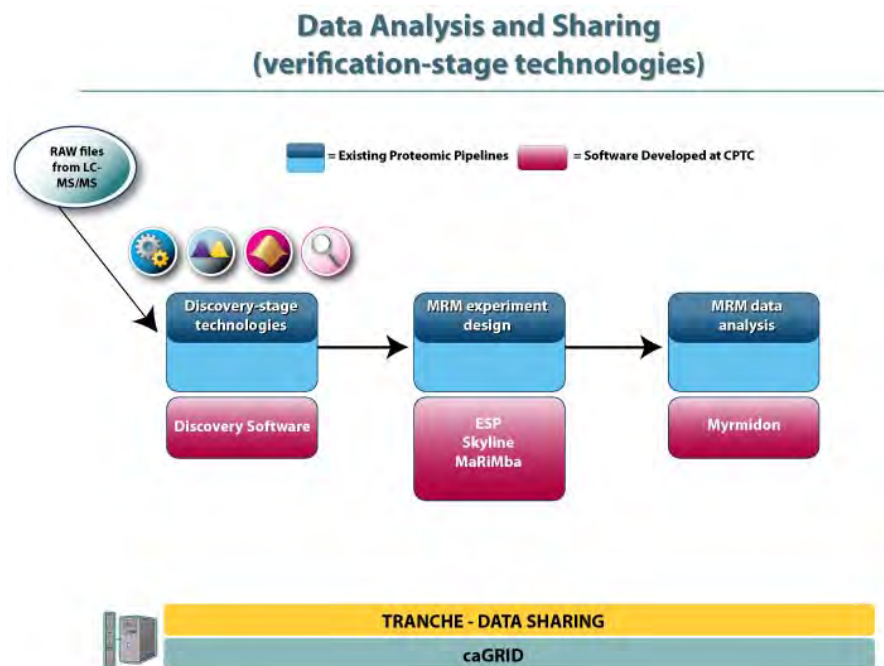 Data Analysis and Sharing
(verification-stage technologies)
RAW files
from LC-
MS/MS
= Existing Proteomic Pipelines
= Software Developed at CPTC
Discovery-stage
technologies
MRM experiment
design
MRM data
analysis
Discovery Software
ESP
Skyline
MaRiMba
Myrmidon
TRANCHE - DATA SHARING
caGRID